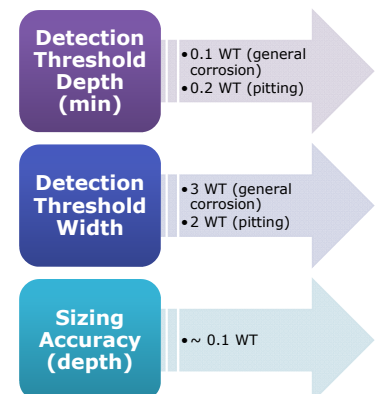 Detection
Threshold
Depth
(min)
•0.1 WT (general
corrosion)
•0.2 WT (pitting)
Detection
Threshold
Width
•3 WT (general
corrosion)
•2 WT (pitting)
Sizing
Accuracy
(depth)
•~ 0.1 WT